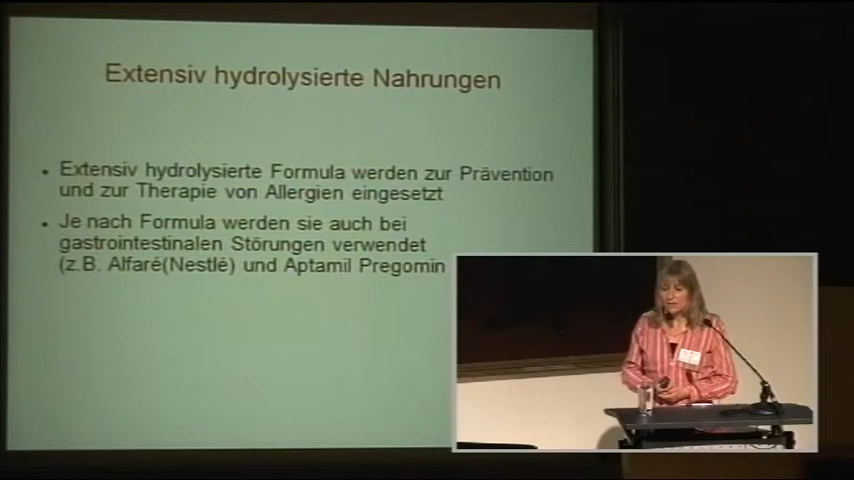 Extensiv hydrolysierte Nahrungen
• Extensiv hydrolysierte Formula werden zur Prävention
und zur Therapie von Allergien eingesetzt
• Je nach Formula werden sie auch bei
gastrointestinalen Störungen verwendet
(z.B. Alfaré(Nestlé) und Aptamil Pregomin